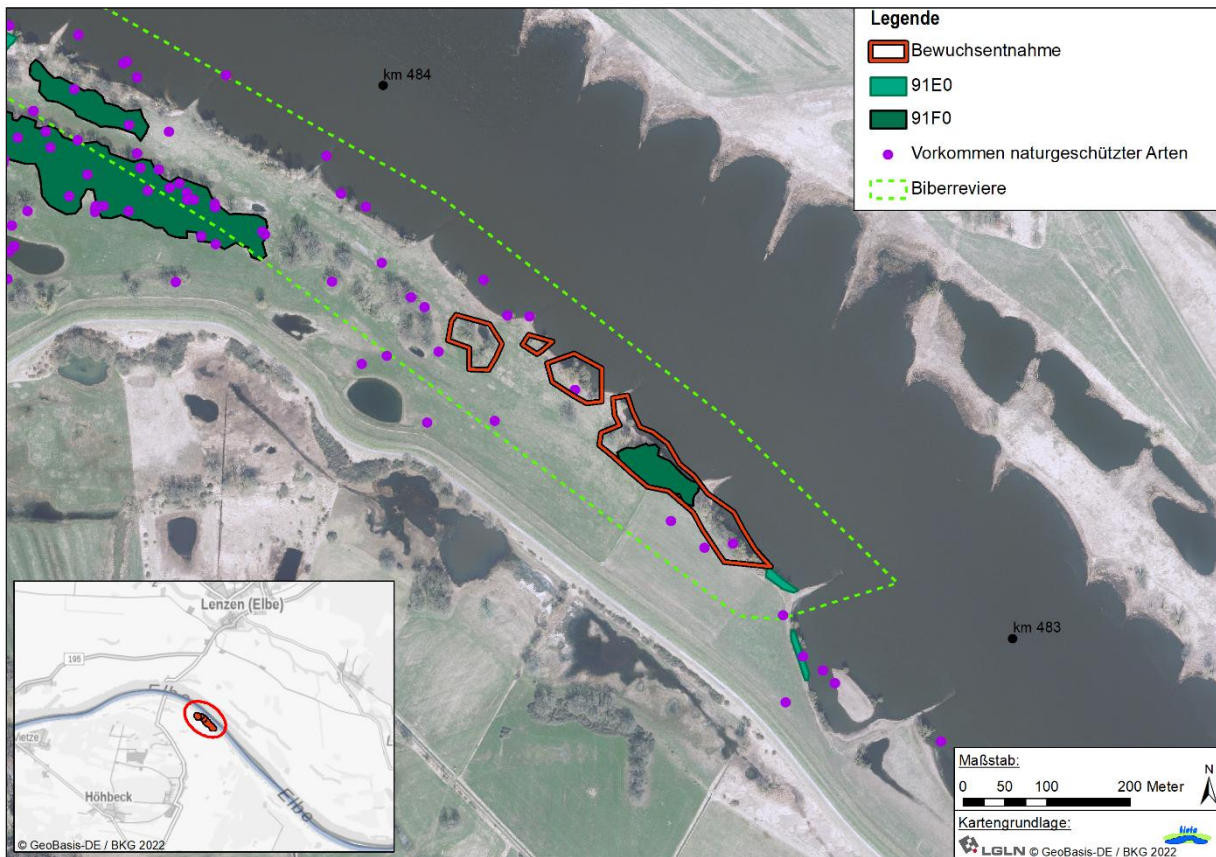 Legende
Bewuchsentnahme
91E0
91F0
Vorkommen naturgeschützter Arten
Biberreviere
km 484
km 483
Lenzen (Elbe)
195
Elbe
Vietze
Höhbeck
Elbe
© GeoBasis-DE / BKG 2022
Maßstab:
0 50 100 200 Meter
N
Kartengrundlage:
LGLN © GeoBasis-DE / BKG 2022